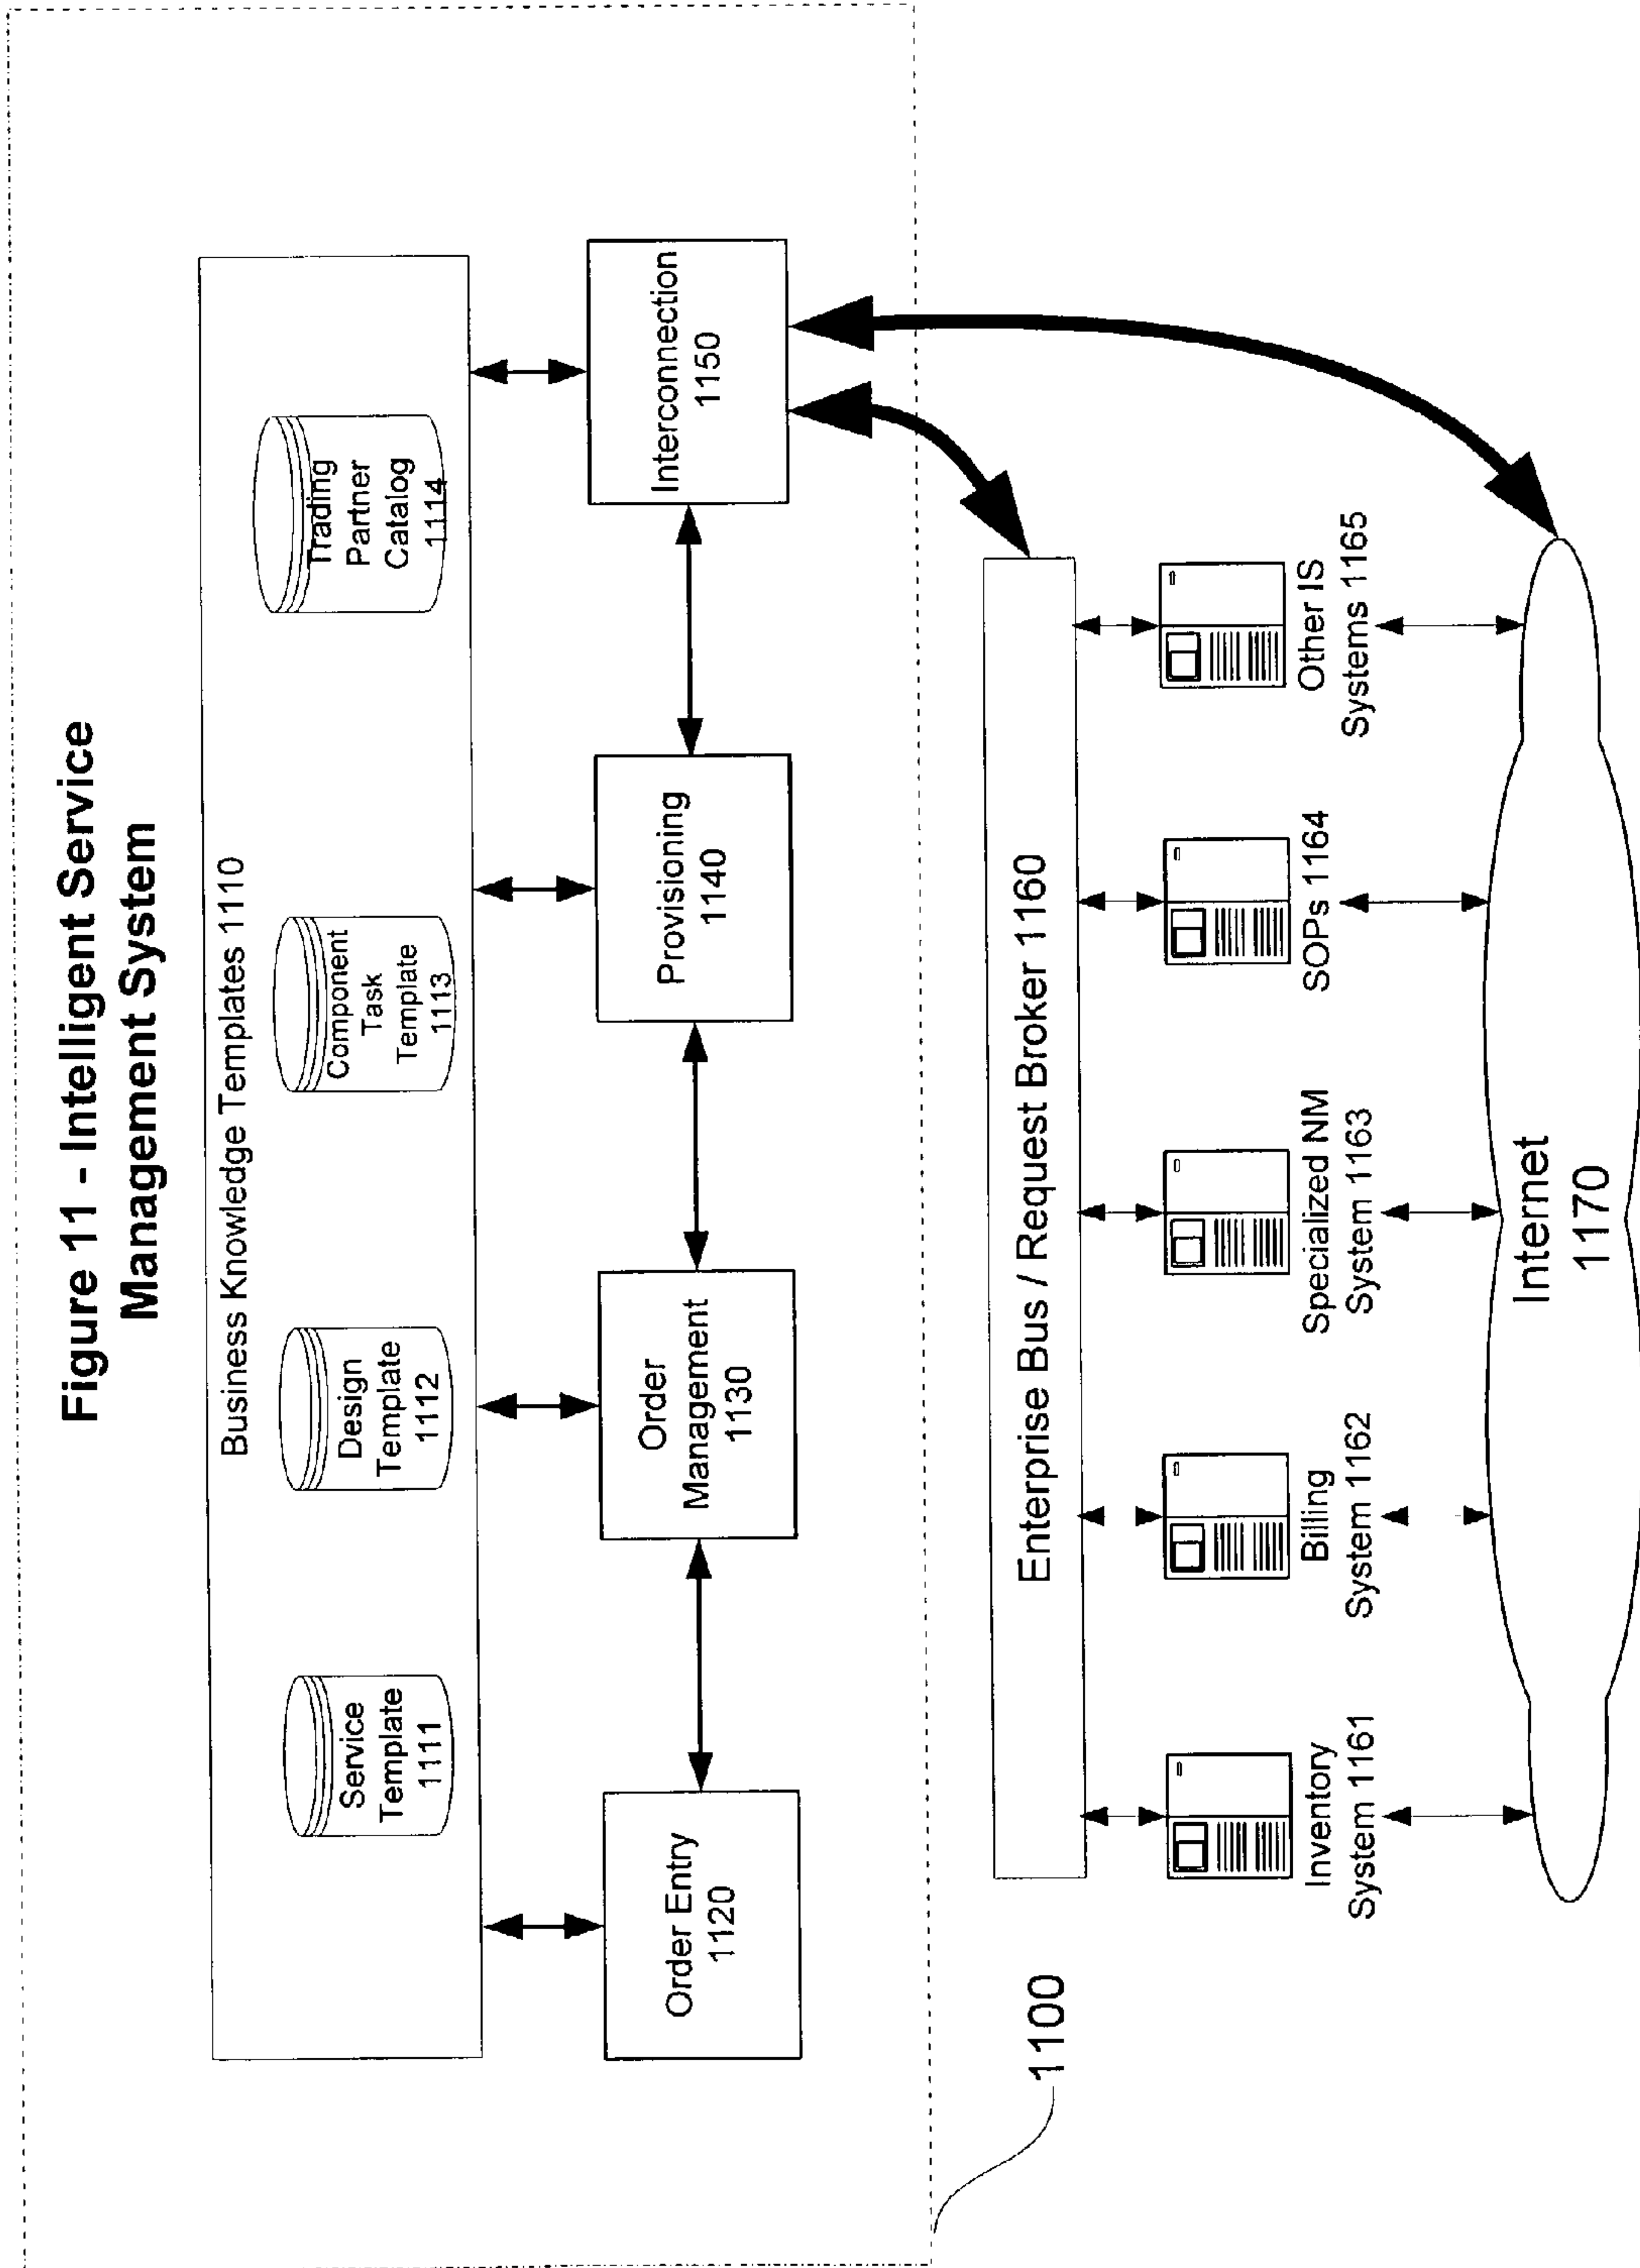 Figure 11 - Intelligent Service
Management System
Business Knowledge Templates 1110
Service
Template
1111
Design
Template
1112
Component
Task
Template
1113
Trading
Partner
Catalog
1114
Order Entry
1120
Order
Management
1130
Provisioning
1140
Interconnection
1150
1100
Enterprise Bus / Request Broker 1160
Inventory
System 1161
Billing
System 1162
Specialized NM
System 1163
SOPs 1164
Other IS
Systems 1165
Internet
1170